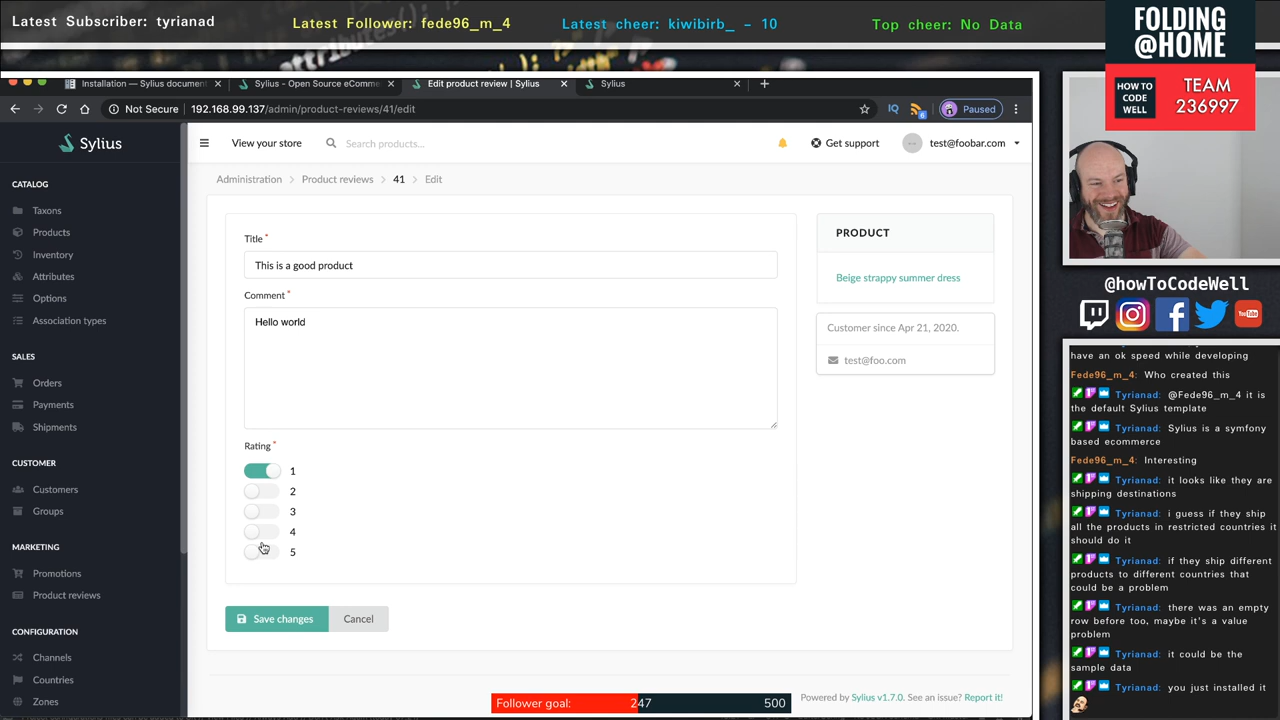 Latest Subscriber: tyrianad
Latest Follower: fede96_m_4
Latest cheer: kiwibirb_ - 10
Top cheer: No Data
FOLDING
@HOME
HOW TO
CODE
WELL
TEAM
236997
attributes()
Installation — Sylius document
Sylius - Open Source eComme
Edit product review | Sylius
Sylius
Not Secure
192.168.99.137/admin/product-reviews/41/edit
IQ
6
Paused
Sylius
View your store
Search products...
Get support
test@foobar.com
Administration
Product reviews
41
Edit
CATALOG
Taxons
Products
Inventory
Attributes
Options
Association types
SALES
Orders
Payments
Shipments
CUSTOMER
Customers
Groups
MARKETING
Promotions
Product reviews
CONFIGURATION
Channels
Countries
Zones
Title *
This is a good product
Comment *
Hello world
Rating *
1
2
3
4
5
Save changes
Cancel
PRODUCT
Beige strappy summer dress
Customer since Apr 21, 2020.
test@foo.com
Powered by Sylius v1.7.0. See an issue? Report it!
Follower goal:
247
500
@howToCodeWell
You Tube
have an ok speed while developing
Fede96_m_4: Who created this
Tyrianad: @Fede96_m_4 it is
the default Sylius template
Tyrianad: Sylius is a symfony
based ecommerce
Fede96_m_4: Interesting
Tyrianad: it looks like they are
shipping destinations
Tyrianad: i guess if they ship
all the products in restricted countries it
should do it
Tyrianad: if they ship different
products to different countries that
could be a problem
Tyrianad: there was an empty
row before too, maybe it's a value
problem
Tyrianad: it could be the
sample data
Tyrianad: you just installed it